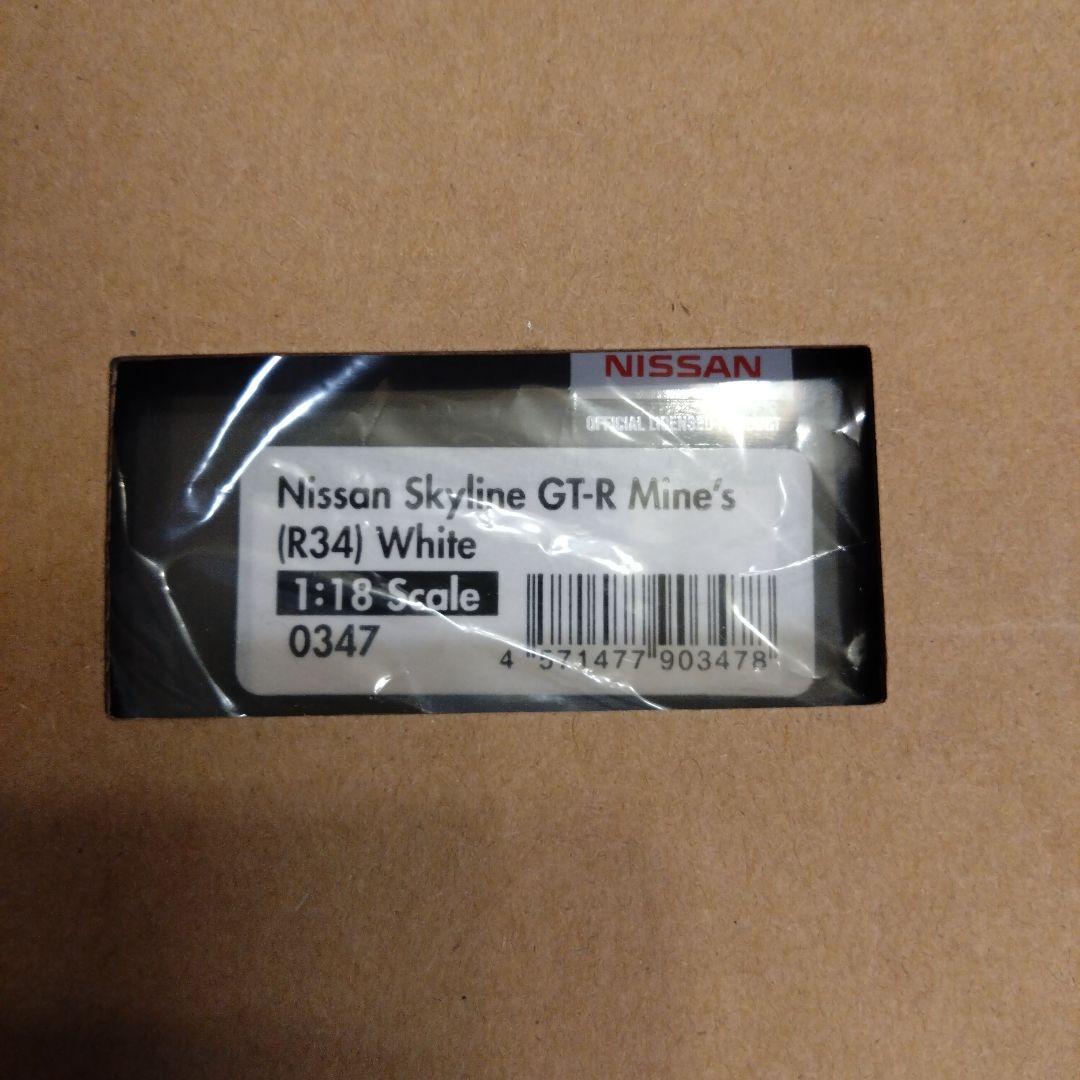 NISSAN
OFFICIAL LICENSED PRODUCT
Nissan Skyline GT-R Mine's
(R34) White
1:18 Scale
0347
4 571477 903478